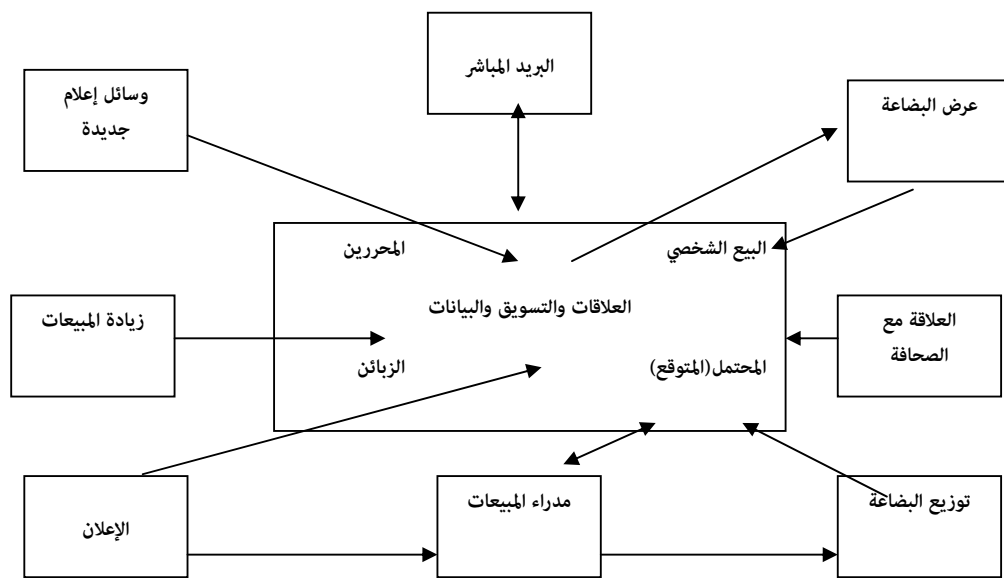 البريد المباشر
وسائل إعلام
جديدة
عرض البضاعة
المحررين
البيع الشخصي
العلاقات والتسويق والبيانات
زيادة المبيعات
العلاقة مع
الصحافة
الزبائن
المحتمل(المتوقع)
الإعلان
مدراء المبيعات
توزيع البضاعة